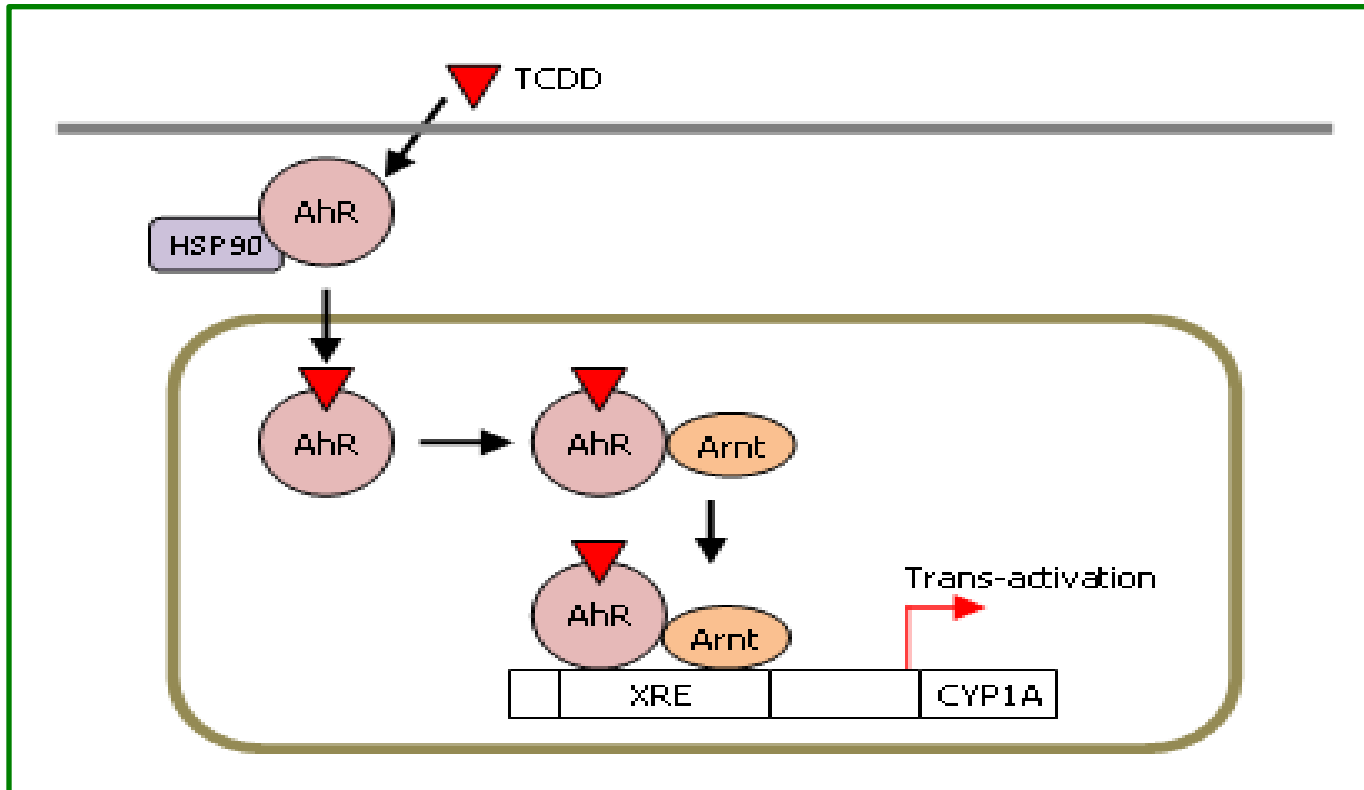 TCDD
AhR
HSP90
AhR
AhR
Arnt
Trans-activation
AhR
Arnt
XRE
CYP1A